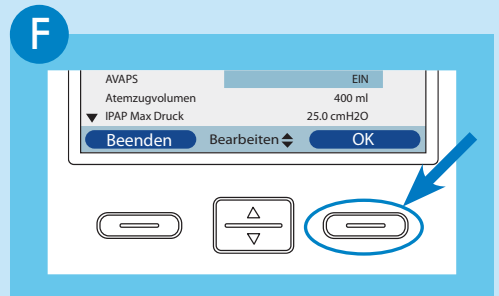 F
AVAPS EIN
Atemzugvolumen 400 ml
IPAP Max Druck 25.0 cmH2O
Beenden Bearbeiten OK